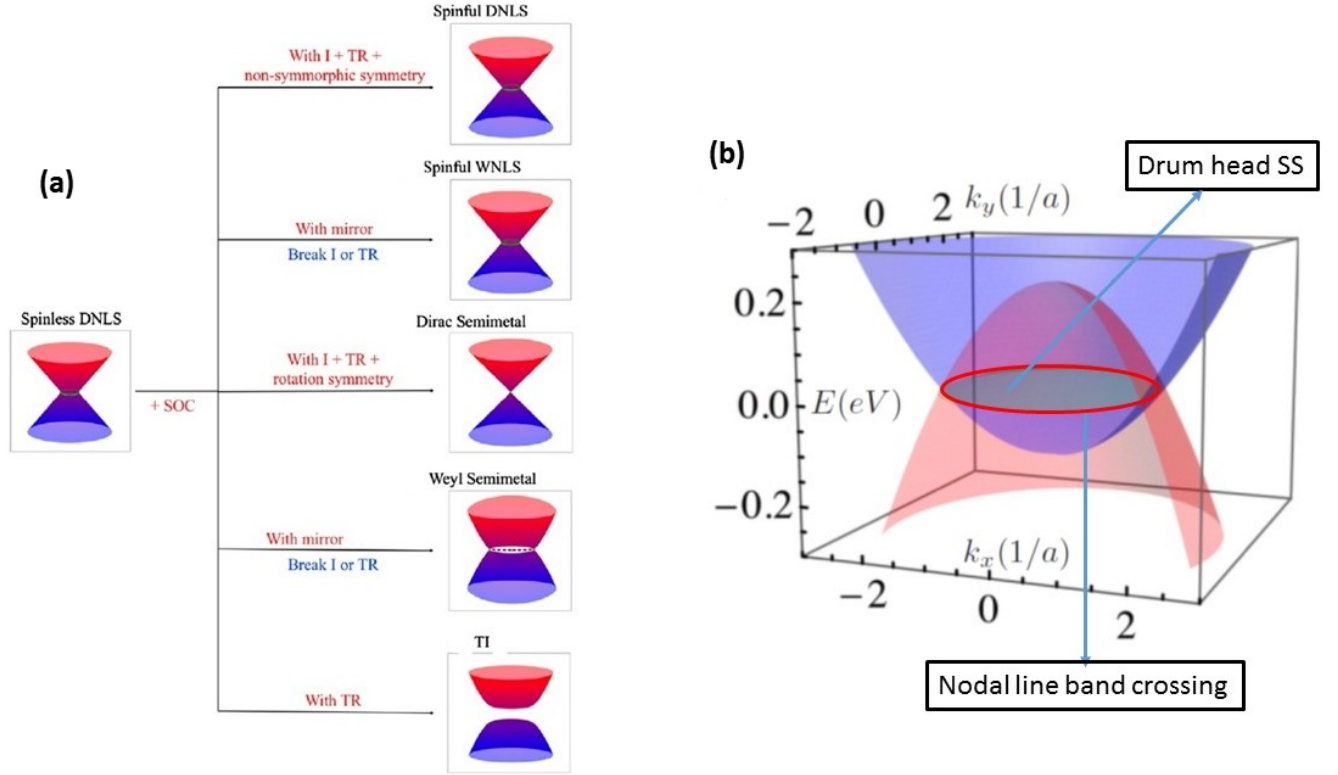 (a)
Spinless DNLS
+ SOC
With I + TR +
non-symmorphic symmetry
Spinful DNLS
With mirror
Break I or TR
Spinful WNLS
With I + TR +
rotation symmetry
Dirac Semimetal
With mirror
Break I or TR
Weyl Semimetal
With TR
TI
(b)
Drum head SS
−2 0 2 k_y(1/a)
0.2
0.0 E(eV)
−0.2
k_x(1/a)
−2 0 2
Nodal line band crossing